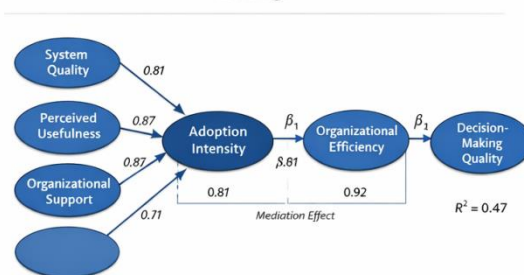 System
Quality
0.81
Perceived
Usefulness
0.87
Organizational
Support
0.87
0.71
Adoption
Intensity
β₁
β.81
Organizational
Efficiency
β₁
Decision-
Making
Quality
0.81
0.92
Mediation Effect
R² = 0.47